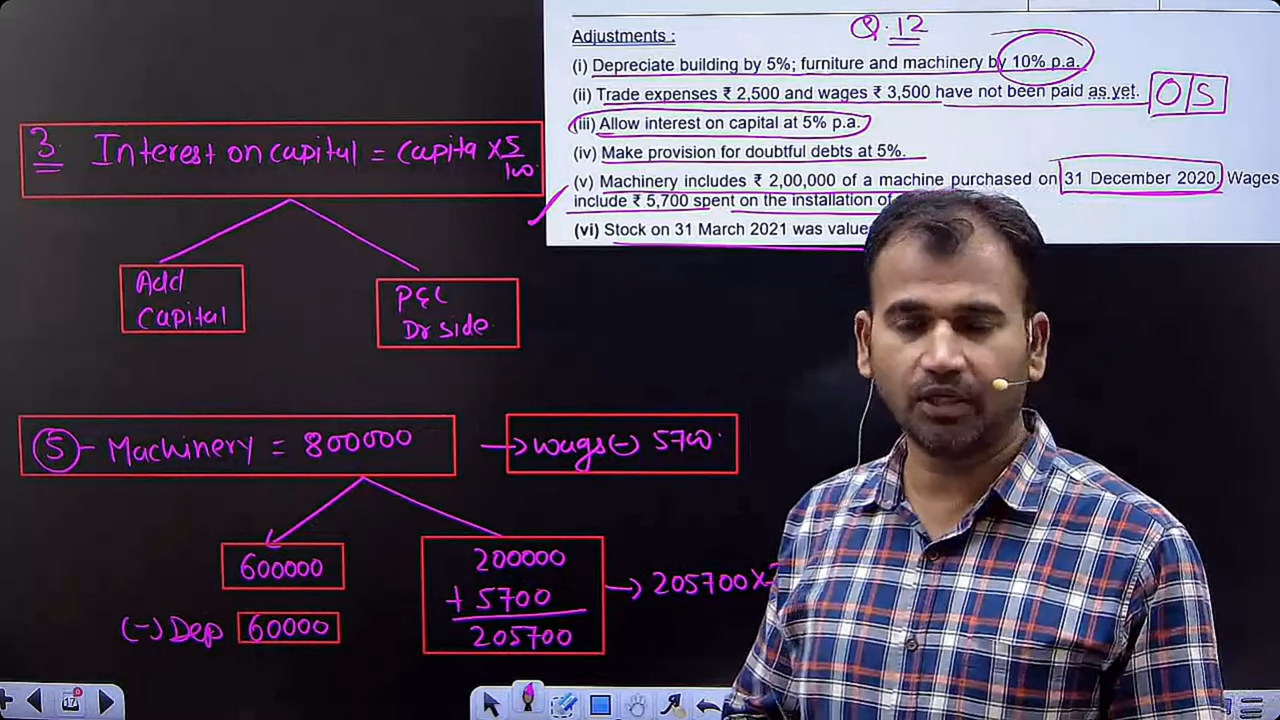 Q.12
Adjustments :
(i) Depreciate building by 5%; furniture and machinery by 10% p.a.
(ii) Trade expenses ₹ 2,500 and wages ₹ 3,500 have not been paid as yet. O/S
(iii) Allow interest on capital at 5% p.a.
(iv) Make provision for doubtful debts at 5%.
(v) Machinery includes ₹ 2,00,000 of a machine purchased on 31 December 2020. Wages
include ₹ 5,700 spent on the installation of
(vi) Stock on 31 March 2021 was value
3 Interest on capital = capita × 5/100
Add
Capital
P&L
Dr side
5 - Machinery = 800000
→ wags (-) 5700
600000
(-) Dep 60000
200000
+ 5700
205700
→ 205700 ×
17